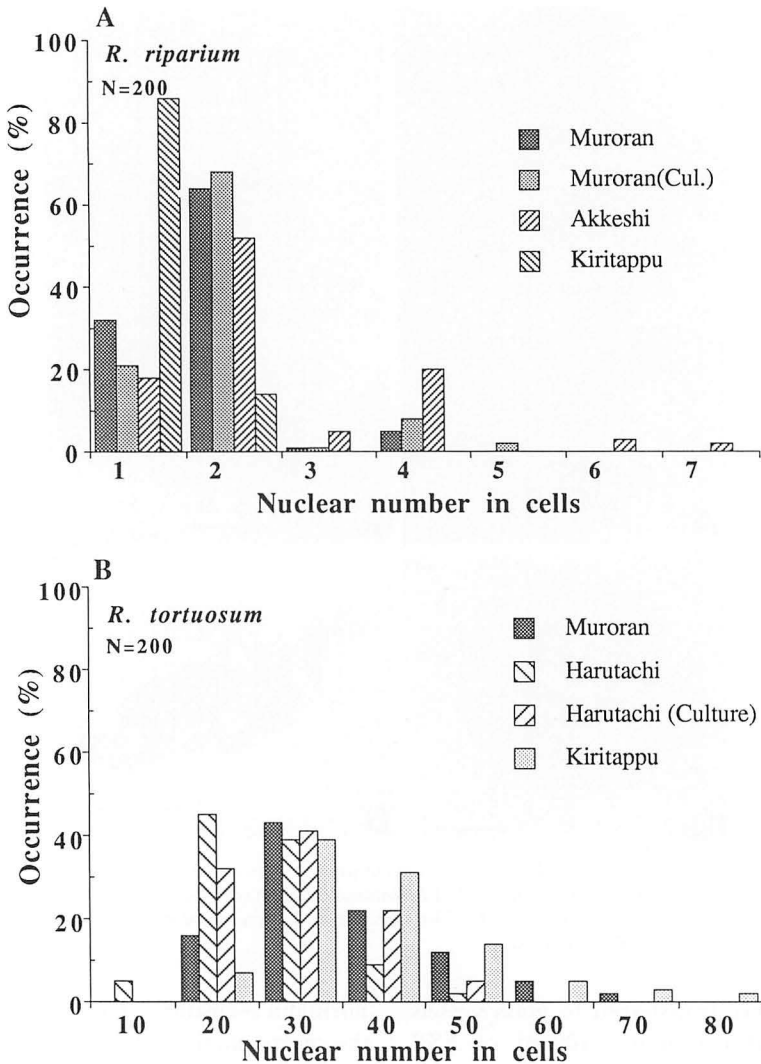 A
R. riparium
N=200
Occurrence (%)
100
80
60
40
20
0
Muroran
Muroran(Cul.)
Akkeshi
Kiritappu
1 2 3 4 5 6 7
Nuclear number in cells
B
R. tortuosum
N=200
Occurrence (%)
100
80
60
40
20
0
Muroran
Harutachi
Harutachi (Culture)
Kiritappu
10 20 30 40 50 60 70 80
Nuclear number in cells